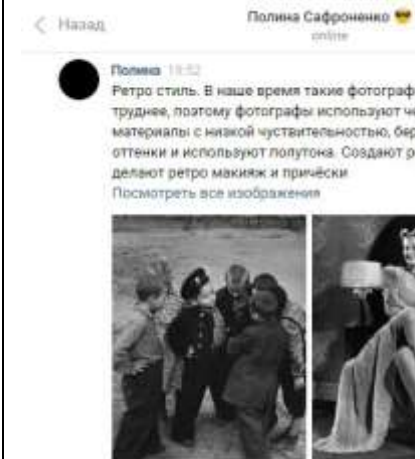 Назад
Полина Сафроненко
online
Полина 19:52
Ретро стиль. В наше время такие фотограф
труднее, поэтому фотографы используют ч
материалы с низкой чуствительностью, бер
оттенки и используют полутона. Создают р
делают ретро макияж и причёски
Посмотреть все изображения